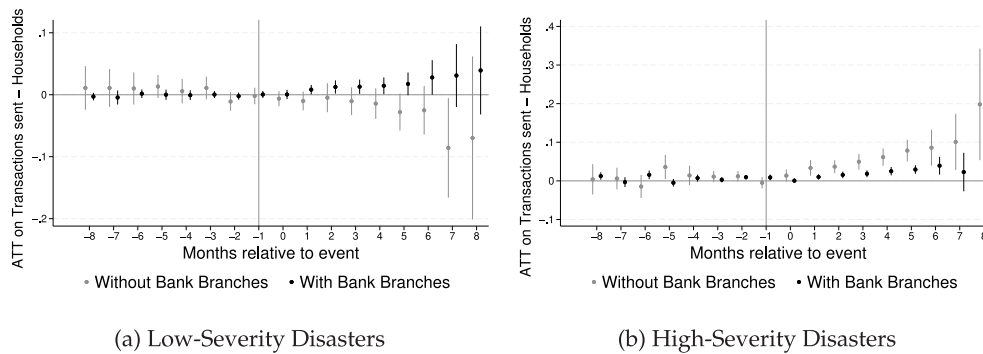 ATT on Transactions sent – Households
.1
0
-.1
-.2
-8 -7 -6 -5 -4 -3 -2 -1 0 1 2 3 4 5 6 7 8
Months relative to event
Without Bank Branches With Bank Branches
(a) Low-Severity Disasters
ATT on Transactions sent – Households
.4
.3
.2
.1
0
-.1
-8 -7 -6 -5 -4 -3 -2 -1 0 1 2 3 4 5 6 7 8
Months relative to event
Without Bank Branches With Bank Branches
(b) High-Severity Disasters